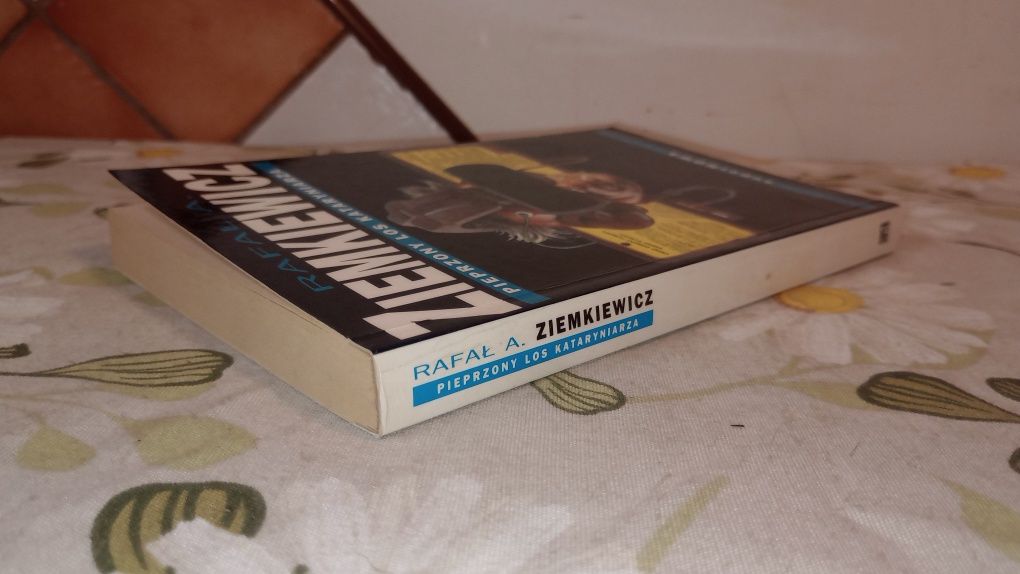 RAFAŁ A.
ZIEMKIEWICZ
PIEPRZONY LOS KATARYNIARZA
RAFAŁ A. ZIEMKIEWICZ
PIEPRZONY LOS KATARYNIARZA